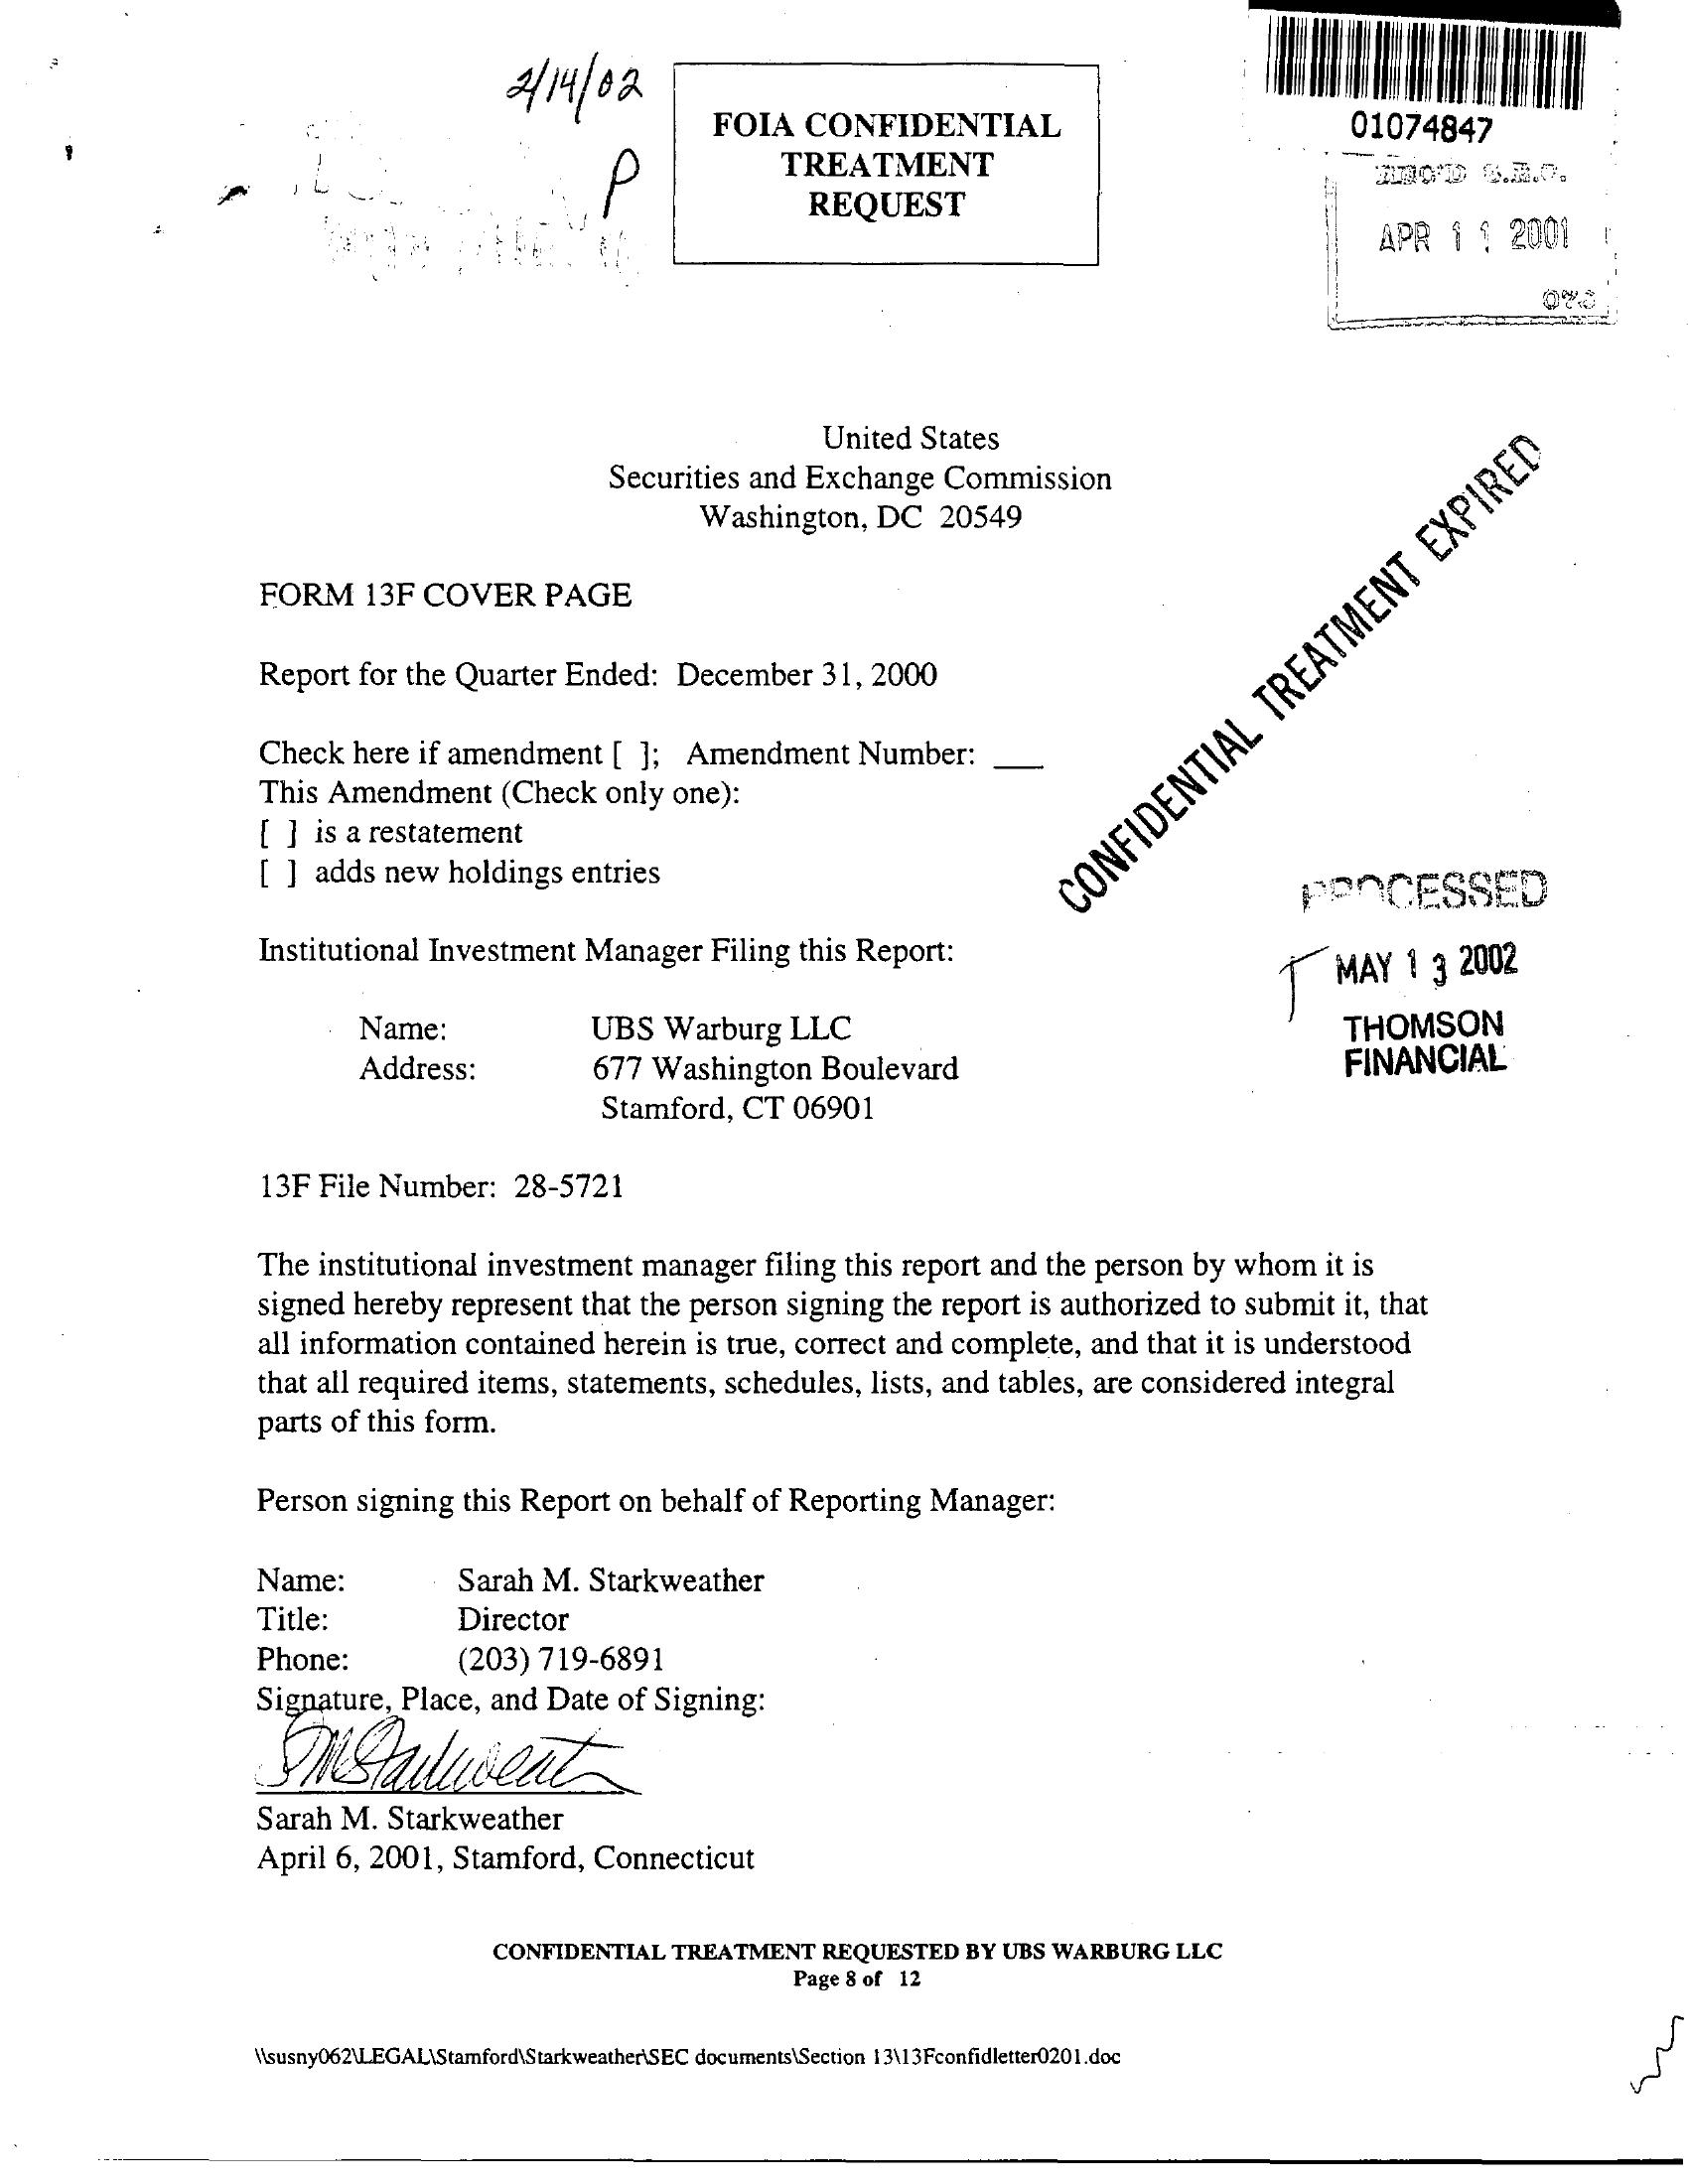 2/14/02
P
FOIA CONFIDENTIAL
TREATMENT
REQUEST
01074847
REC'D S.E.C.
APR 1 1 2001
United States
Securities and Exchange Commission
Washington, DC 20549
CONFIDENTIAL TREATMENT EXPIRED
FORM 13F COVER PAGE
Report for the Quarter Ended: December 31, 2000
Check here if amendment [ ]; Amendment Number: ___
This Amendment (Check only one):
[ ] is a restatement
[ ] adds new holdings entries
PROCESSED
MAY 1 3 2002
THOMSON
FINANCIAL
Institutional Investment Manager Filing this Report:
Name: UBS Warburg LLC
Address: 677 Washington Boulevard
Stamford, CT 06901
13F File Number: 28-5721
The institutional investment manager filing this report and the person by whom it is
signed hereby represent that the person signing the report is authorized to submit it, that
all information contained herein is true, correct and complete, and that it is understood
that all required items, statements, schedules, lists, and tables, are considered integral
parts of this form.
Person signing this Report on behalf of Reporting Manager:
Name: Sarah M. Starkweather
Title: Director
Phone: (203) 719-6891
Signature, Place, and Date of Signing:
Sarah M. Starkweather
April 6, 2001, Stamford, Connecticut
CONFIDENTIAL TREATMENT REQUESTED BY UBS WARBURG LLC
Page 8 of 12
\\susny062\LEGAL\Stamford\Starkweather\SEC documents\Section 13\13Fconfidletter0201.doc